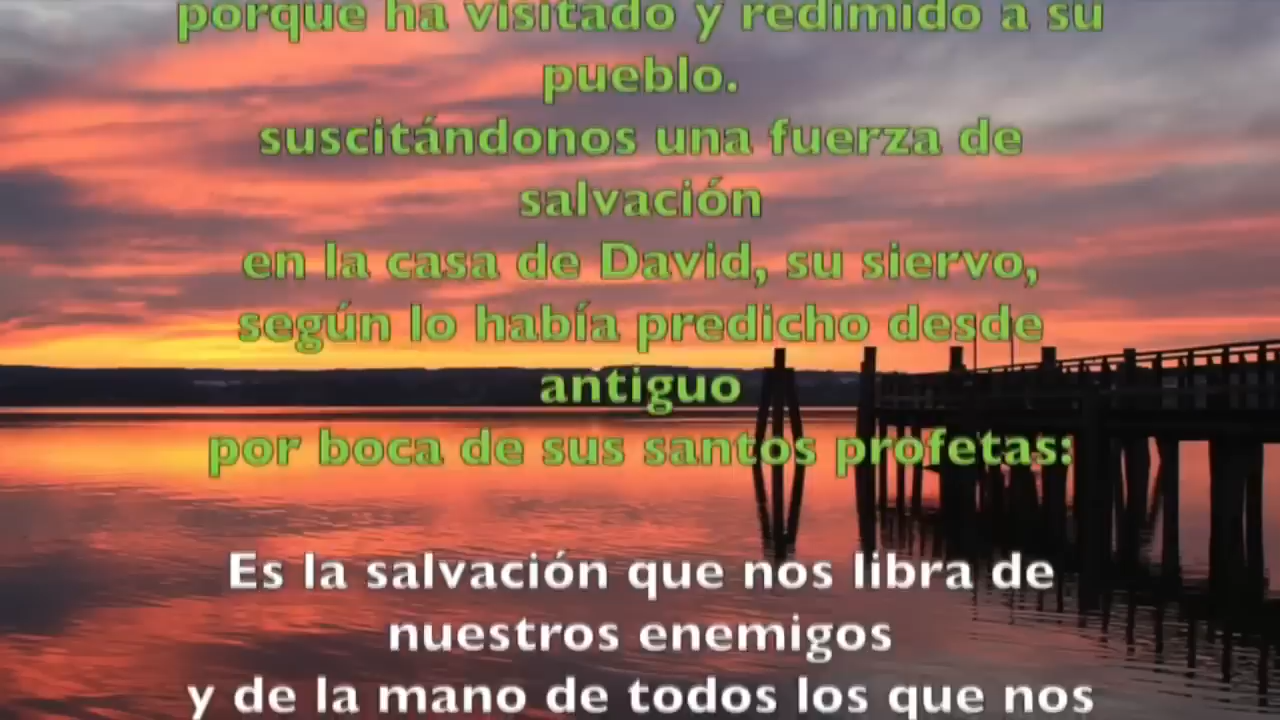 porque ha visitado y redimido a su
pueblo.
suscitándonos una fuerza de
salvación
en la casa de David, su siervo,
según lo había predicho desde
antiguo
por boca de sus santos profetas:
Es la salvación que nos libra de
nuestros enemigos
y de la mano de todos los que nos